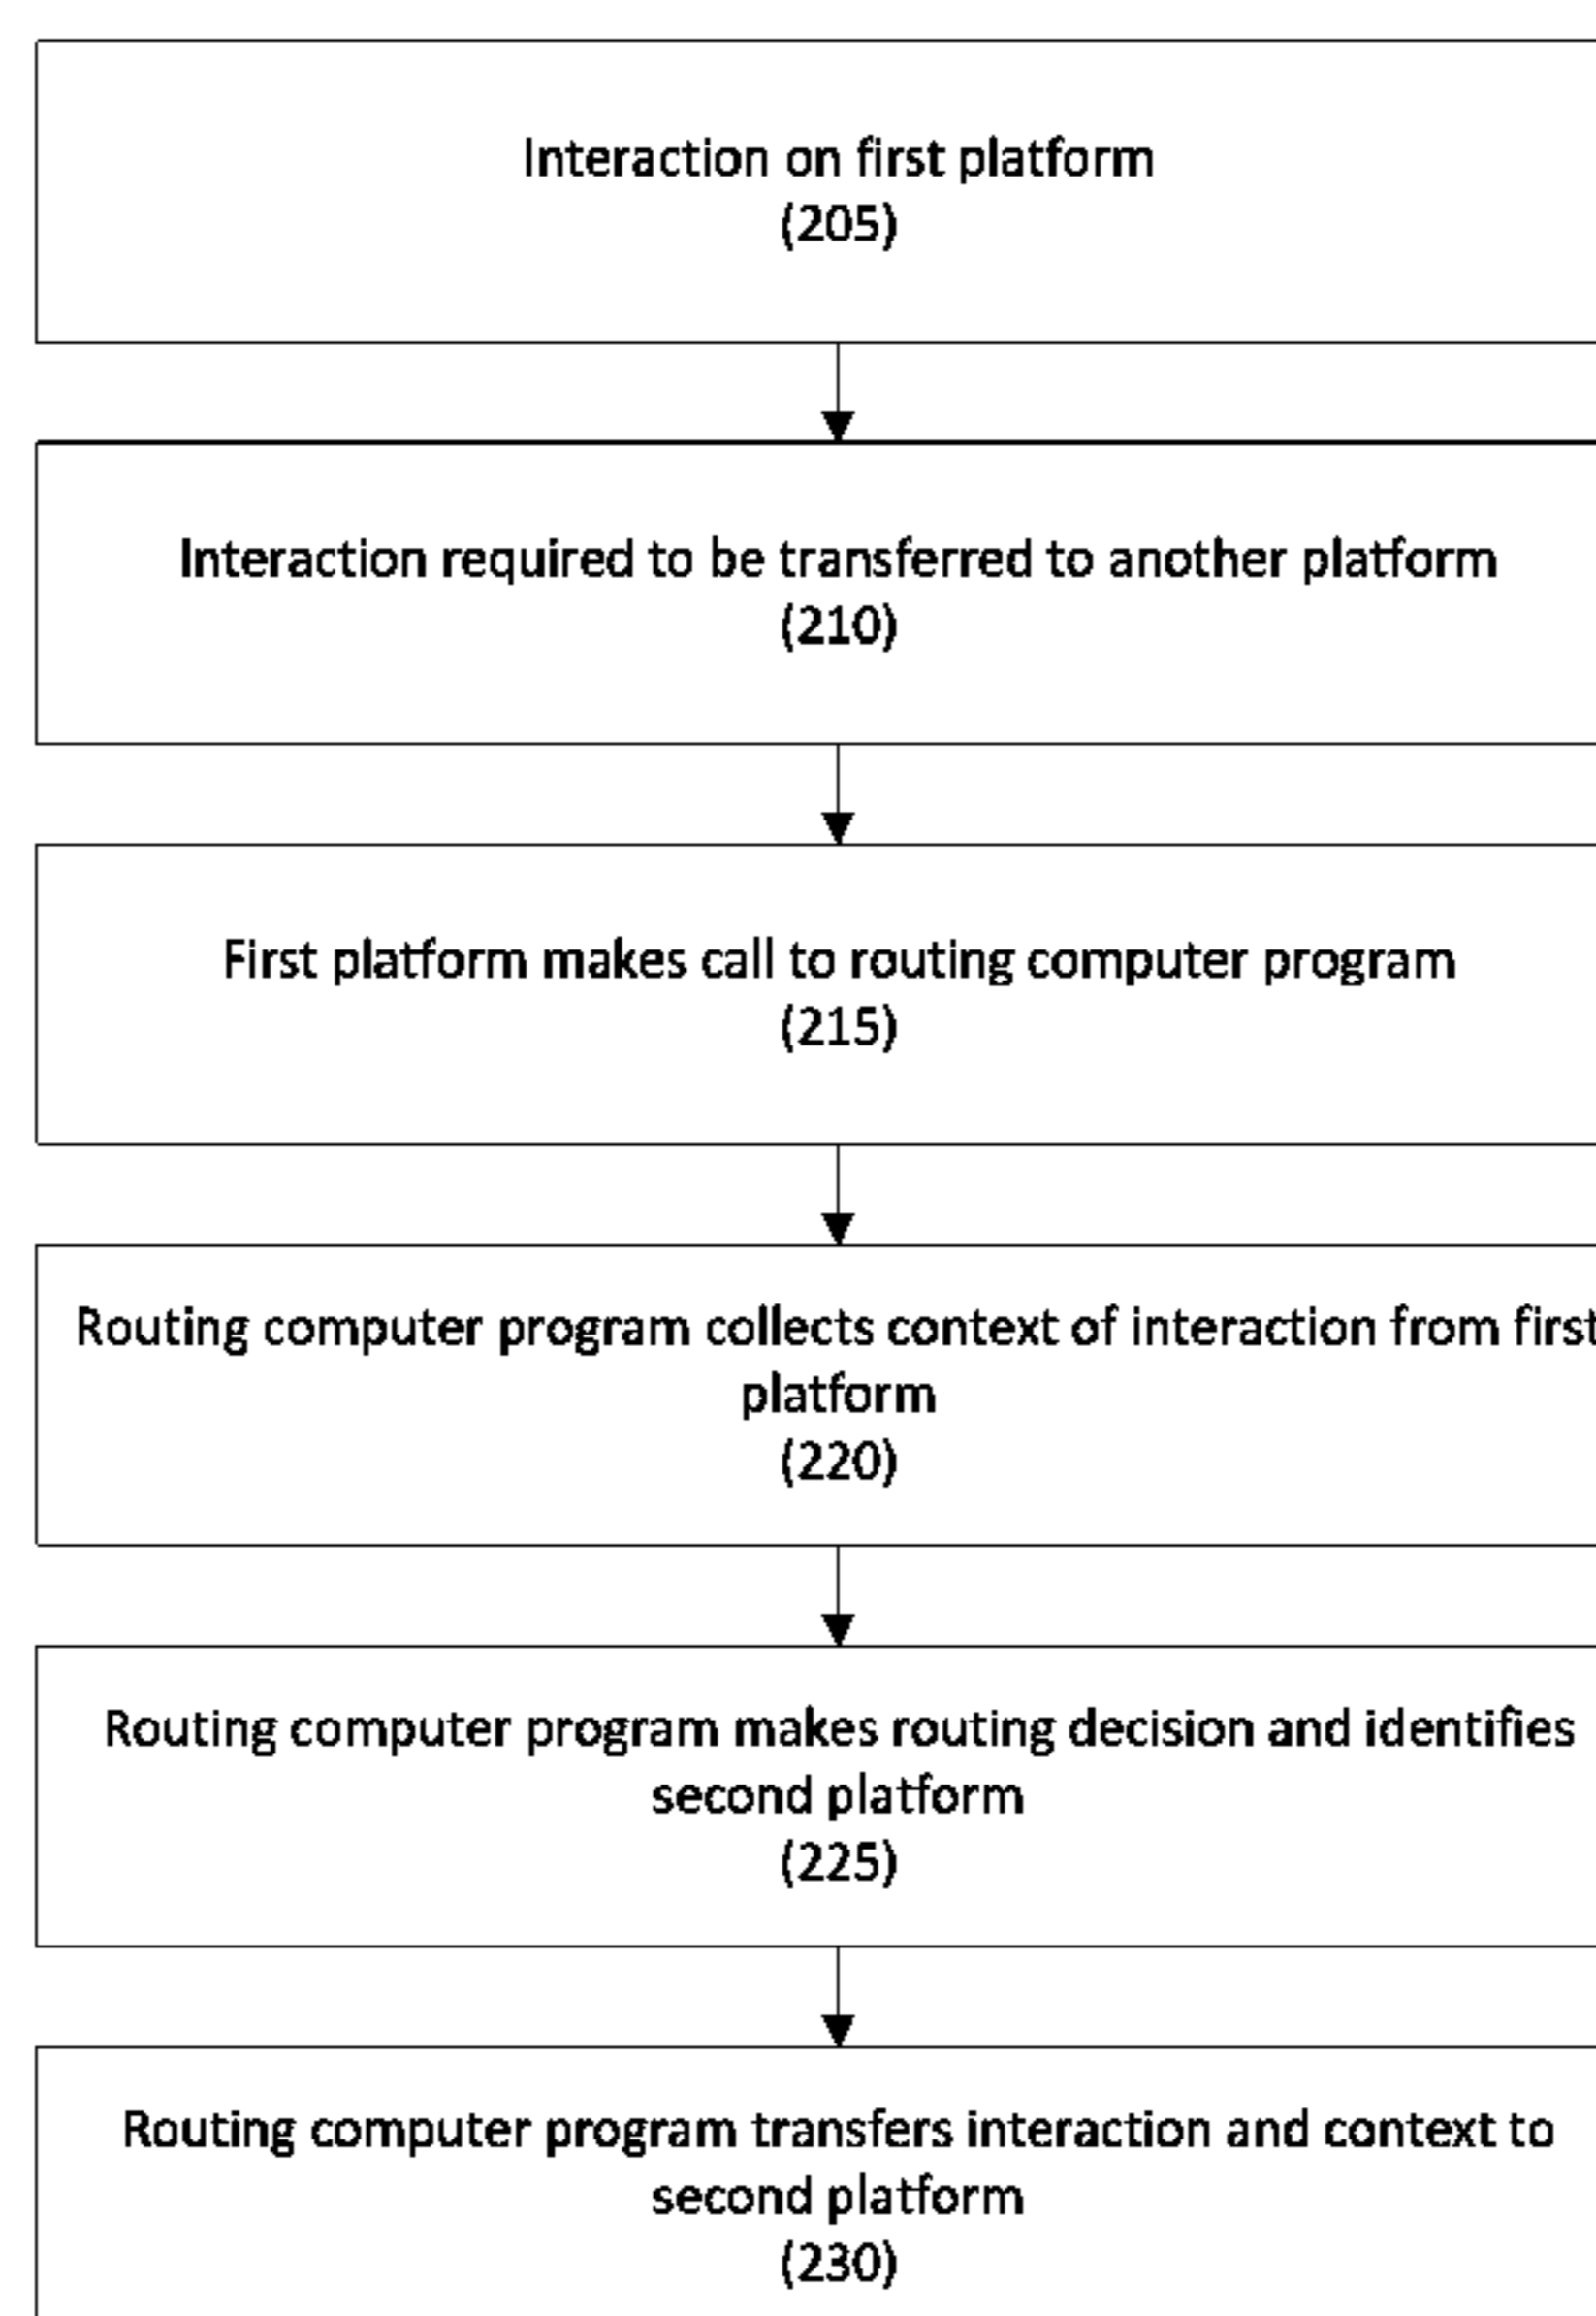 Interaction on first platform
(205)
Interaction required to be transferred to another platform
(210)
First platform makes call to routing computer program
(215)
Routing computer program collects context of interaction from first
platform
(220)
Routing computer program makes routing decision and identifies
second platform
(225)
Routing computer program transfers interaction and context to
second platform
(230)